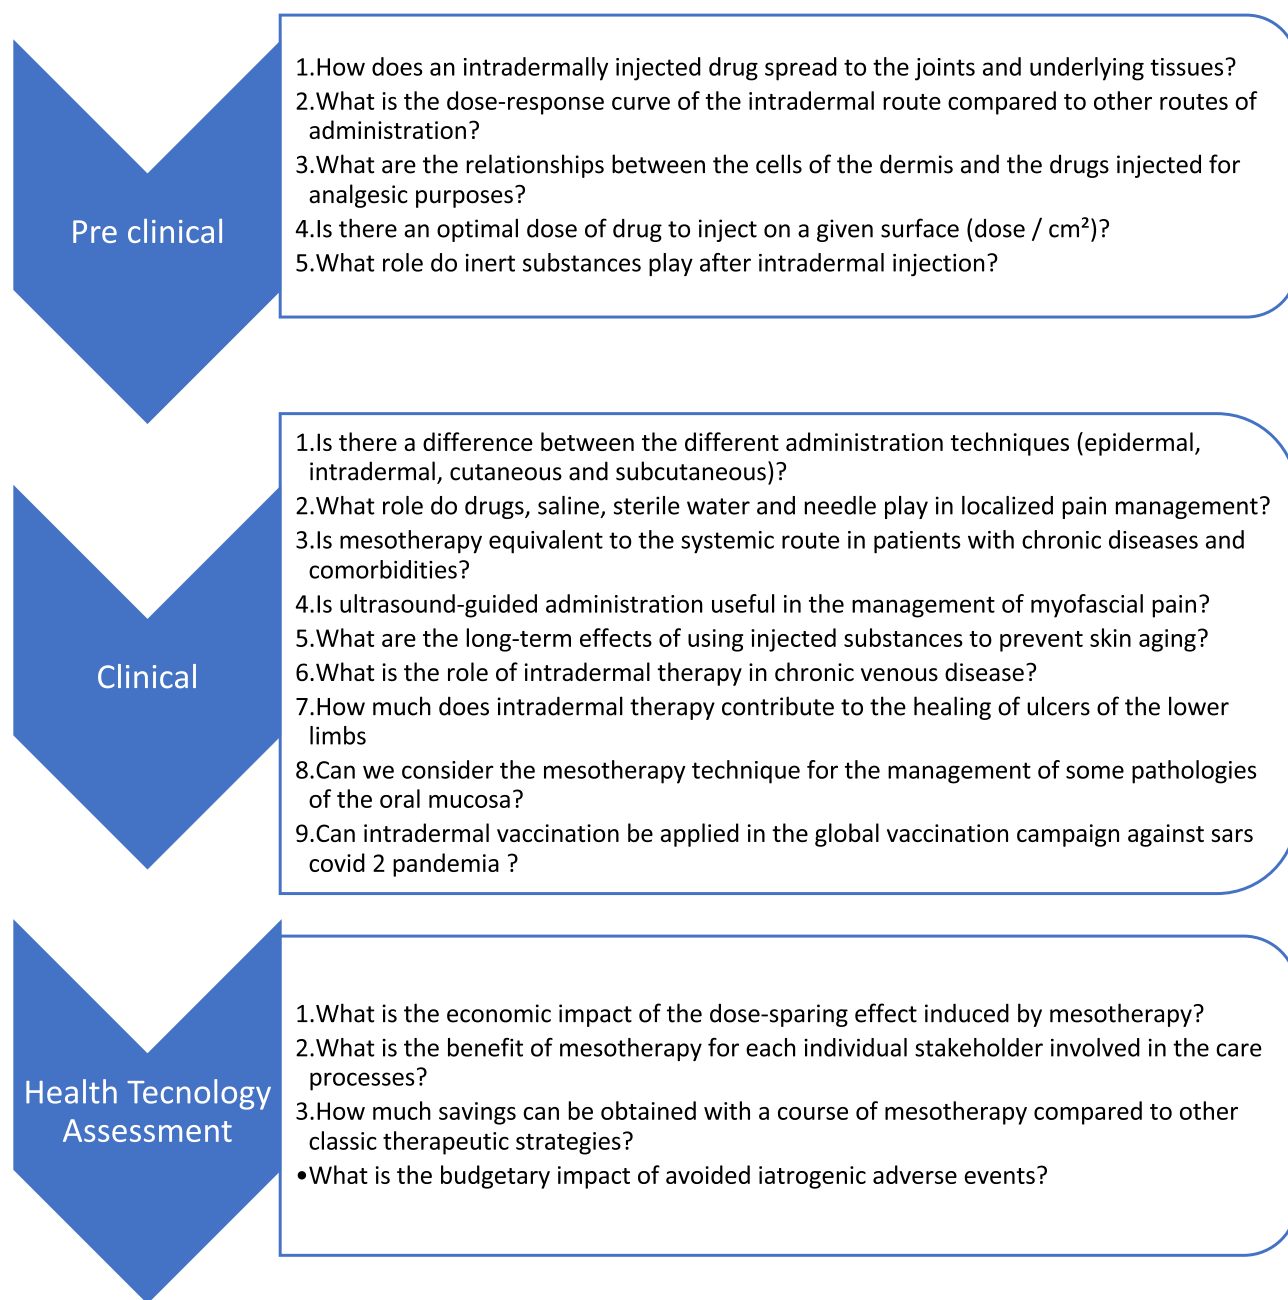 Pre clinical
1.How does an intradermally injected drug spread to the joints and underlying tissues?
2.What is the dose-response curve of the intradermal route compared to other routes of
administration?
3.What are the relationships between the cells of the dermis and the drugs injected for
analgesic purposes?
4.Is there an optimal dose of drug to inject on a given surface (dose / cm²)?
5.What role do inert substances play after intradermal injection?
Clinical
1.Is there a difference between the different administration techniques (epidermal,
intradermal, cutaneous and subcutaneous)?
2.What role do drugs, saline, sterile water and needle play in localized pain management?
3.Is mesotherapy equivalent to the systemic route in patients with chronic diseases and
comorbidities?
4.Is ultrasound-guided administration useful in the management of myofascial pain?
5.What are the long-term effects of using injected substances to prevent skin aging?
6.What is the role of intradermal therapy in chronic venous disease?
7.How much does intradermal therapy contribute to the healing of ulcers of the lower
limbs
8.Can we consider the mesotherapy technique for the management of some pathologies
of the oral mucosa?
9.Can intradermal vaccination be applied in the global vaccination campaign against sars
covid 2 pandemia ?
Health Tecnology
Assessment
1.What is the economic impact of the dose-sparing effect induced by mesotherapy?
2.What is the benefit of mesotherapy for each individual stakeholder involved in the care
processes?
3.How much savings can be obtained with a course of mesotherapy compared to other
classic therapeutic strategies?
•What is the budgetary impact of avoided iatrogenic adverse events?